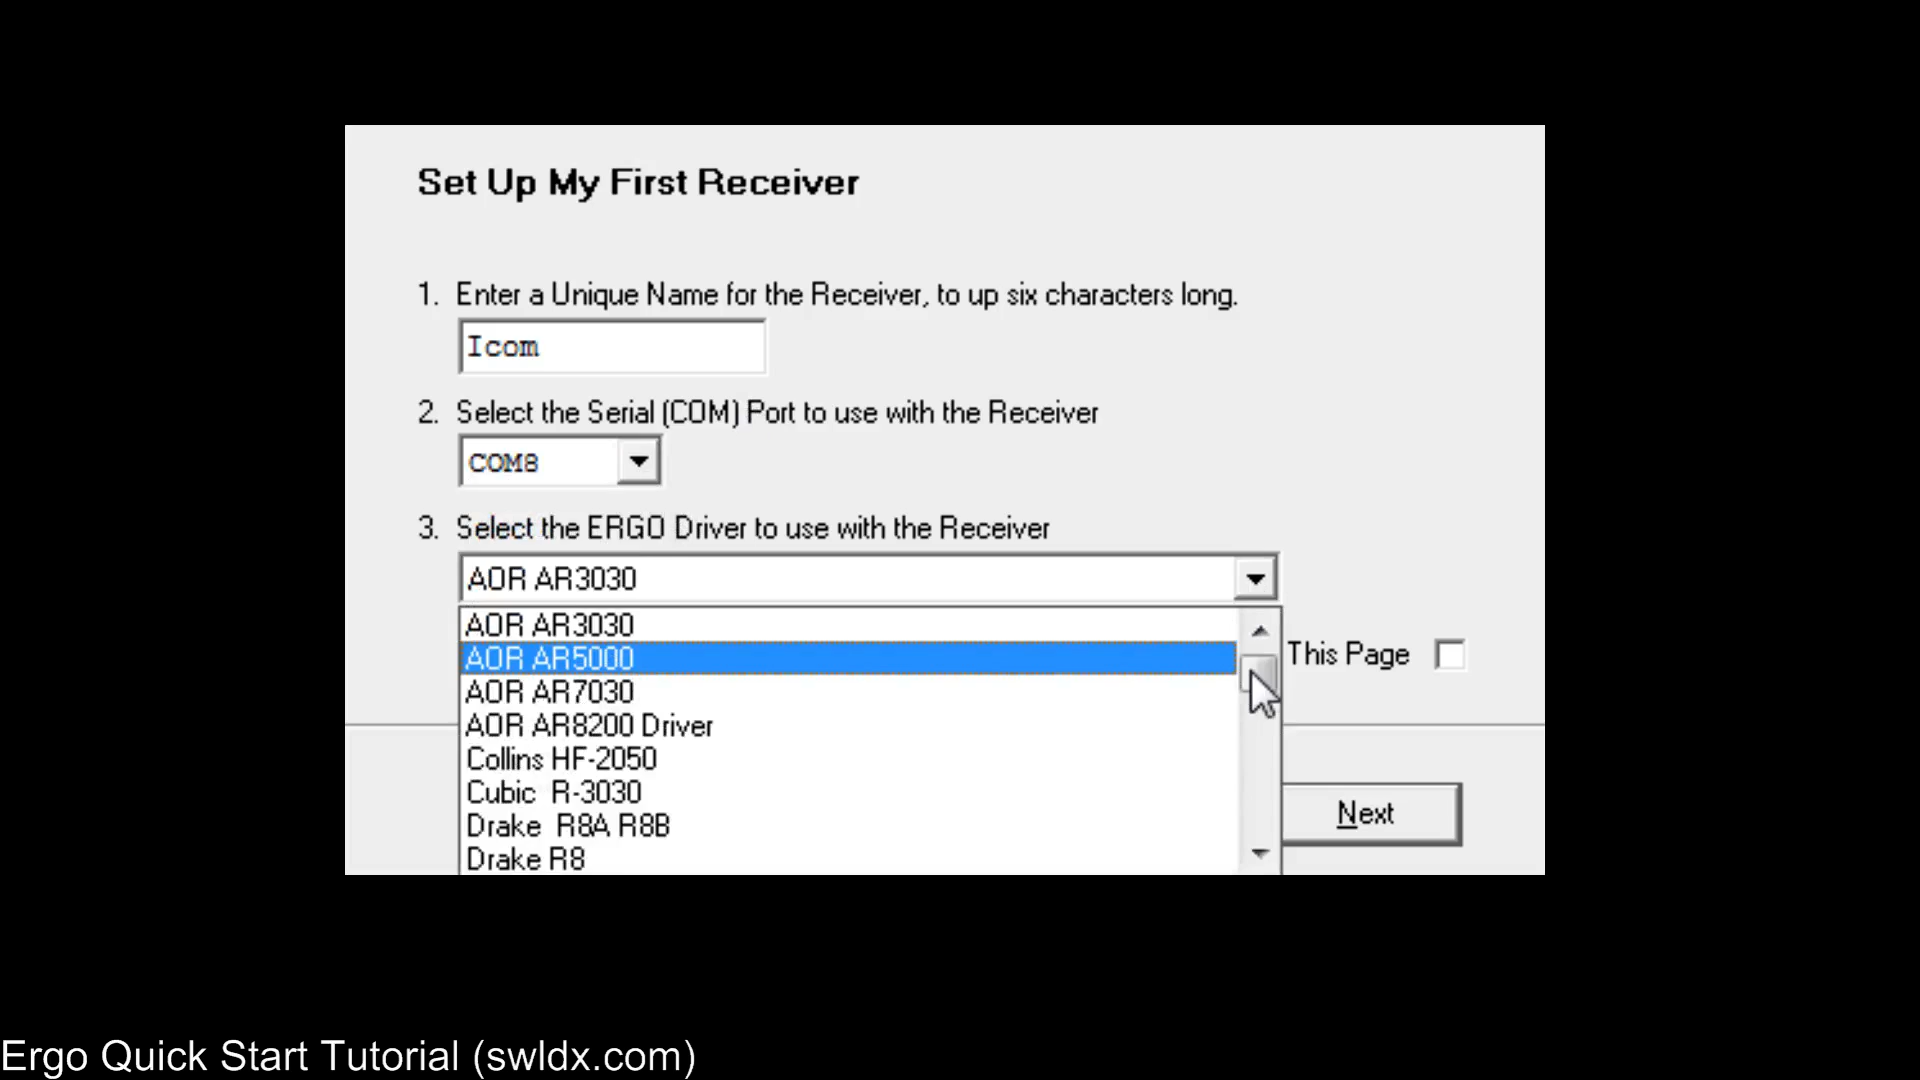 Set Up My First Receiver
1. Enter a Unique Name for the Receiver, to up six characters long.
Icom
2. Select the Serial (COM) Port to use with the Receiver
COM8
3. Select the ERGO Driver to use with the Receiver
AOR AR3030
AOR AR3030
AOR AR5000
This Page
AOR AR7030
AOR AR8200 Driver
Collins HF-2050
Cubic R-3030
Next
Drake R8A R8B
Drake R8
Ergo Quick Start Tutorial (swldx.com)